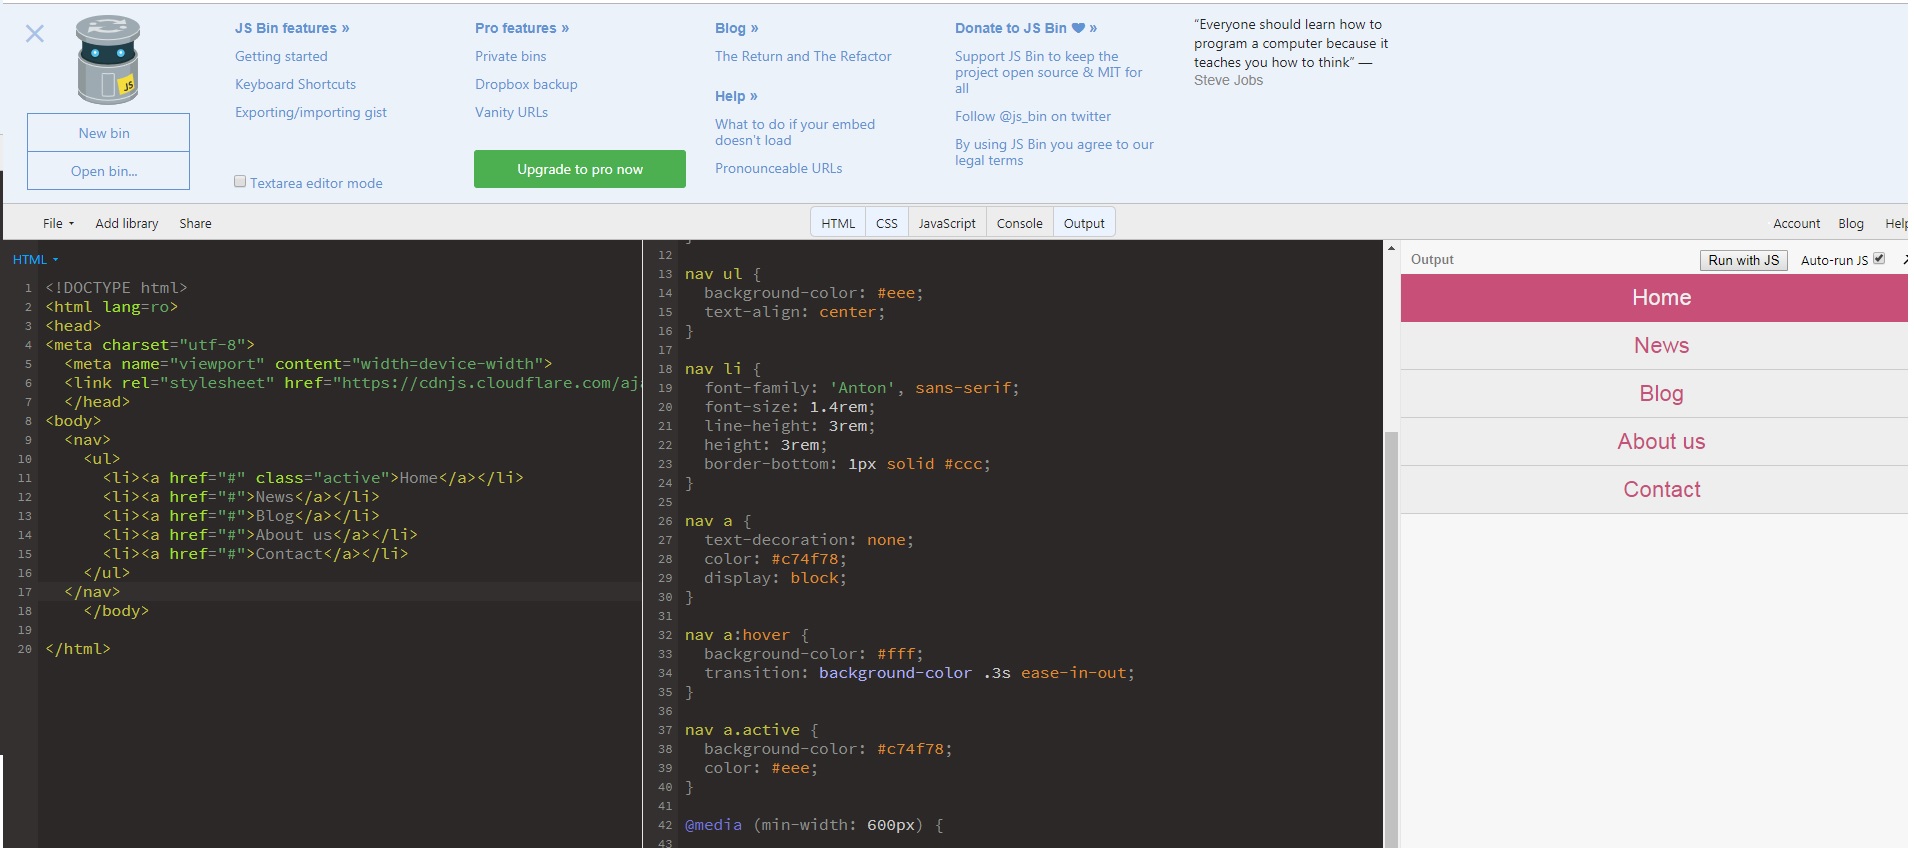 JS Bin features »
Getting started
Keyboard Shortcuts
Exporting/importing gist
Textarea editor mode
New bin
Open bin...
JS
Pro features »
Private bins
Dropbox backup
Vanity URLs
Upgrade to pro now
Blog »
The Return and The Refactor
Help »
What to do if your embed
doesn't load
Pronounceable URLs
Donate to JS Bin ❤ »
Support JS Bin to keep the
project open source & MIT for
all
Follow @js_bin on twitter
By using JS Bin you agree to our
legal terms
“Everyone should learn how to
program a computer because it
teaches you how to think” —
Steve Jobs
File Add library Share HTML CSS JavaScript Console Output Account Blog Help
HTML
1 <!DOCTYPE html>
2 <html lang=ro>
3 <head>
4 <meta charset="utf-8">
5 <meta name="viewport" content="width=device-width">
6 <link rel="stylesheet" href="https://cdnjs.cloudflare.com/aj
7 </head>
8 <body>
9 <nav>
10 <ul>
11 <li><a href="#" class="active">Home</a></li>
12 <li><a href="#">News</a></li>
13 <li><a href="#">Blog</a></li>
14 <li><a href="#">About us</a></li>
15 <li><a href="#">Contact</a></li>
16 </ul>
17 </nav>
18 </body>
19
20 </html>
12
13 nav ul {
14 background-color: #eee;
15 text-align: center;
16 }
17
18 nav li {
19 font-family: 'Anton', sans-serif;
20 font-size: 1.4rem;
21 line-height: 3rem;
22 height: 3rem;
23 border-bottom: 1px solid #ccc;
24 }
25
26 nav a {
27 text-decoration: none;
28 color: #c74f78;
29 display: block;
30 }
31
32 nav a:hover {
33 background-color: #fff;
34 transition: background-color .3s ease-in-out;
35 }
36
37 nav a.active {
38 background-color: #c74f78;
39 color: #eee;
40 }
41
42 @media (min-width: 600px) {
43
Output Run with JS Auto-run JS
Home
News
Blog
About us
Contact